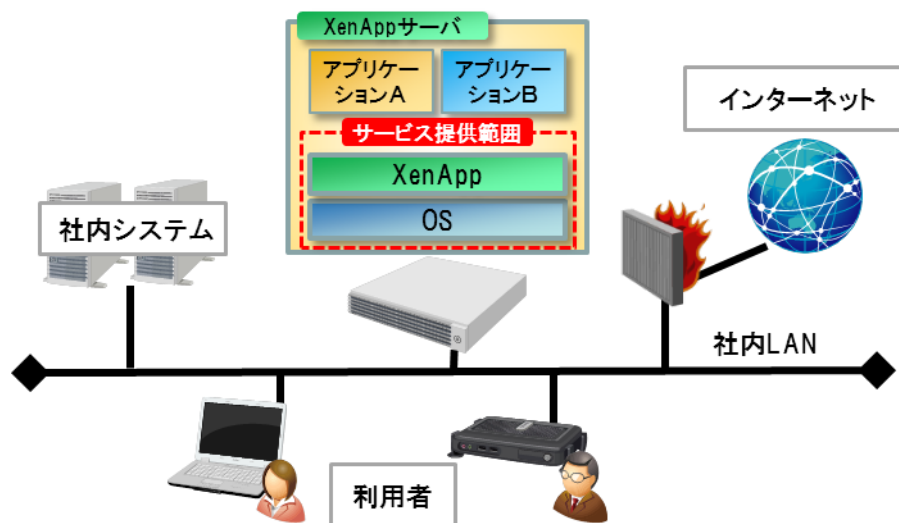 XenAppサーバ
アプリケー
ションA
アプリケー
ションB
サービス提供範囲
XenApp
OS
インターネット
社内システム
社内LAN
利用者